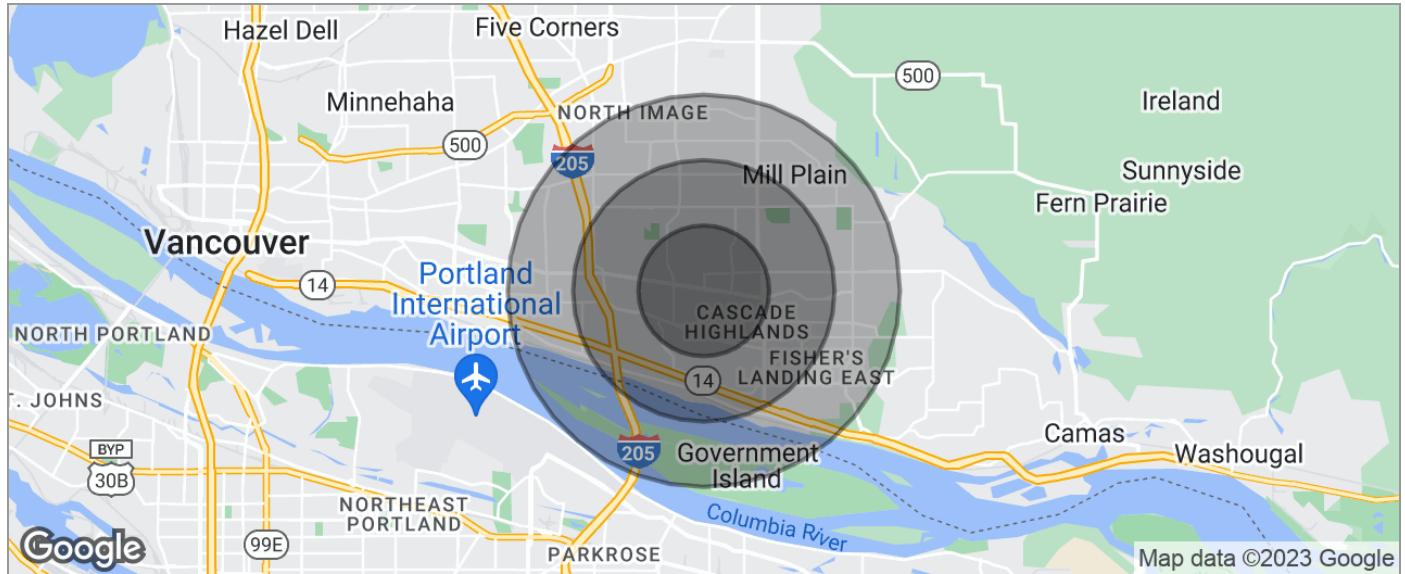 Hazel Dell
Five Corners
500
Ireland
Minnehaha
NORTH IMAGE
500
205
Mill Plain
Sunnyside
Fern Prairie
Vancouver
14
Portland
International
Airport
CASCADE
HIGHLANDS
NORTH PORTLAND
FISHER'S
LANDING EAST
14
T. JOHNS
Camas
BYP
30B
205
Government
Island
Washougal
NORTHEAST
PORTLAND
Columbia River
99E
PARKROSE
Google
Map data ©2023 Google